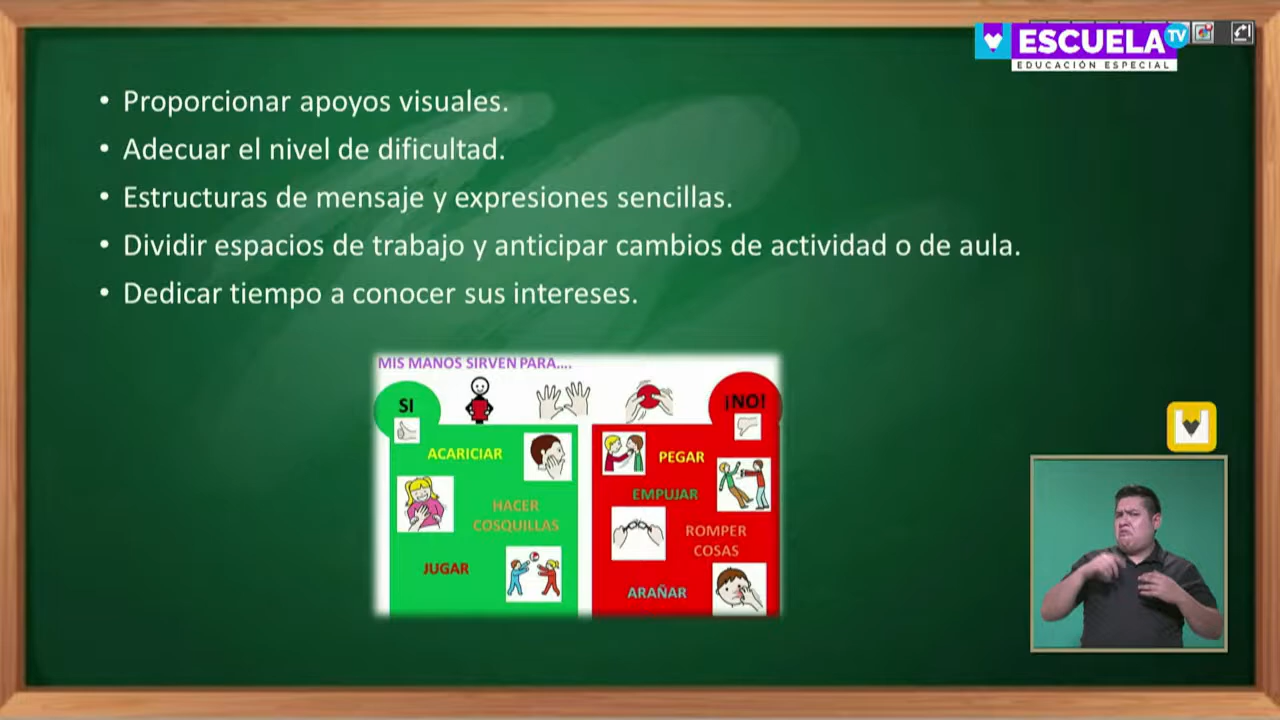 ESCUELA TV
EDUCACIÓN ESPECIAL
• Proporcionar apoyos visuales.
• Adecuar el nivel de dificultad.
• Estructuras de mensaje y expresiones sencillas.
• Dividir espacios de trabajo y anticipar cambios de actividad o de aula.
• Dedicar tiempo a conocer sus intereses.
MIS MANOS SIRVEN PARA....
SI
ACARICIAR
HACER
COSQUILLAS
JUGAR
¡NO!
PEGAR
EMPUJAR
ROMPER
COSAS
ARAÑAR